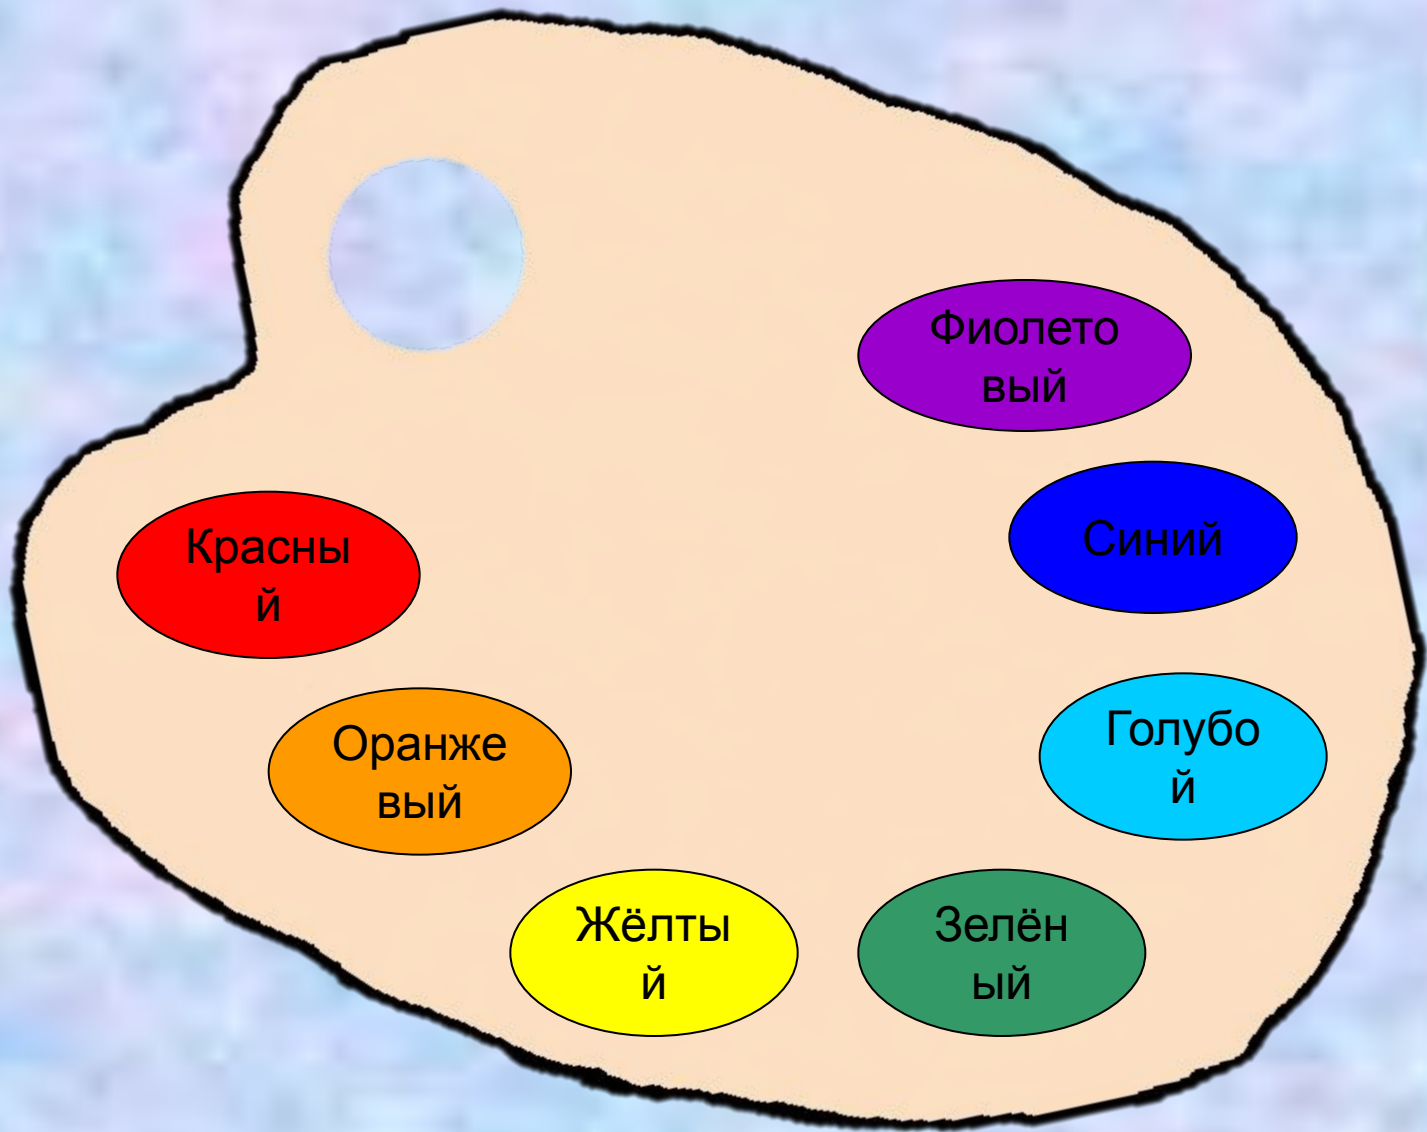 Фиолето
вый
Синий
Красны
й
Оранже
вый
Голубо
й
Жёлты
й
Зелён
ый